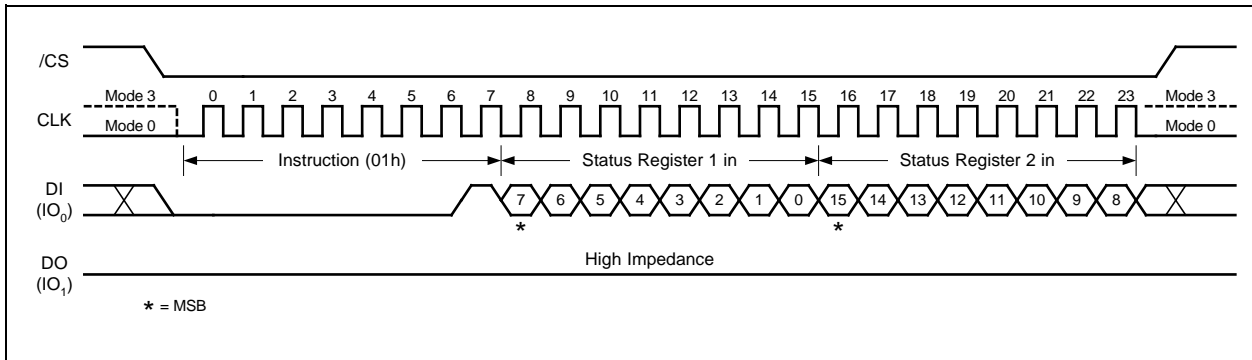 /CS
Mode 3 0 1 2 3 4 5 6 7 8 9 10 11 12 13 14 15 16 17 18 19 20 21 22 23 Mode 3
CLK
Mode 0 Mode 0
Instruction (01h) Status Register 1 in Status Register 2 in
DI
(IO₀)
7 6 5 4 3 2 1 0 15 14 13 12 11 10 9 8
* *
High Impedance
DO
(IO₁)
* = MSB